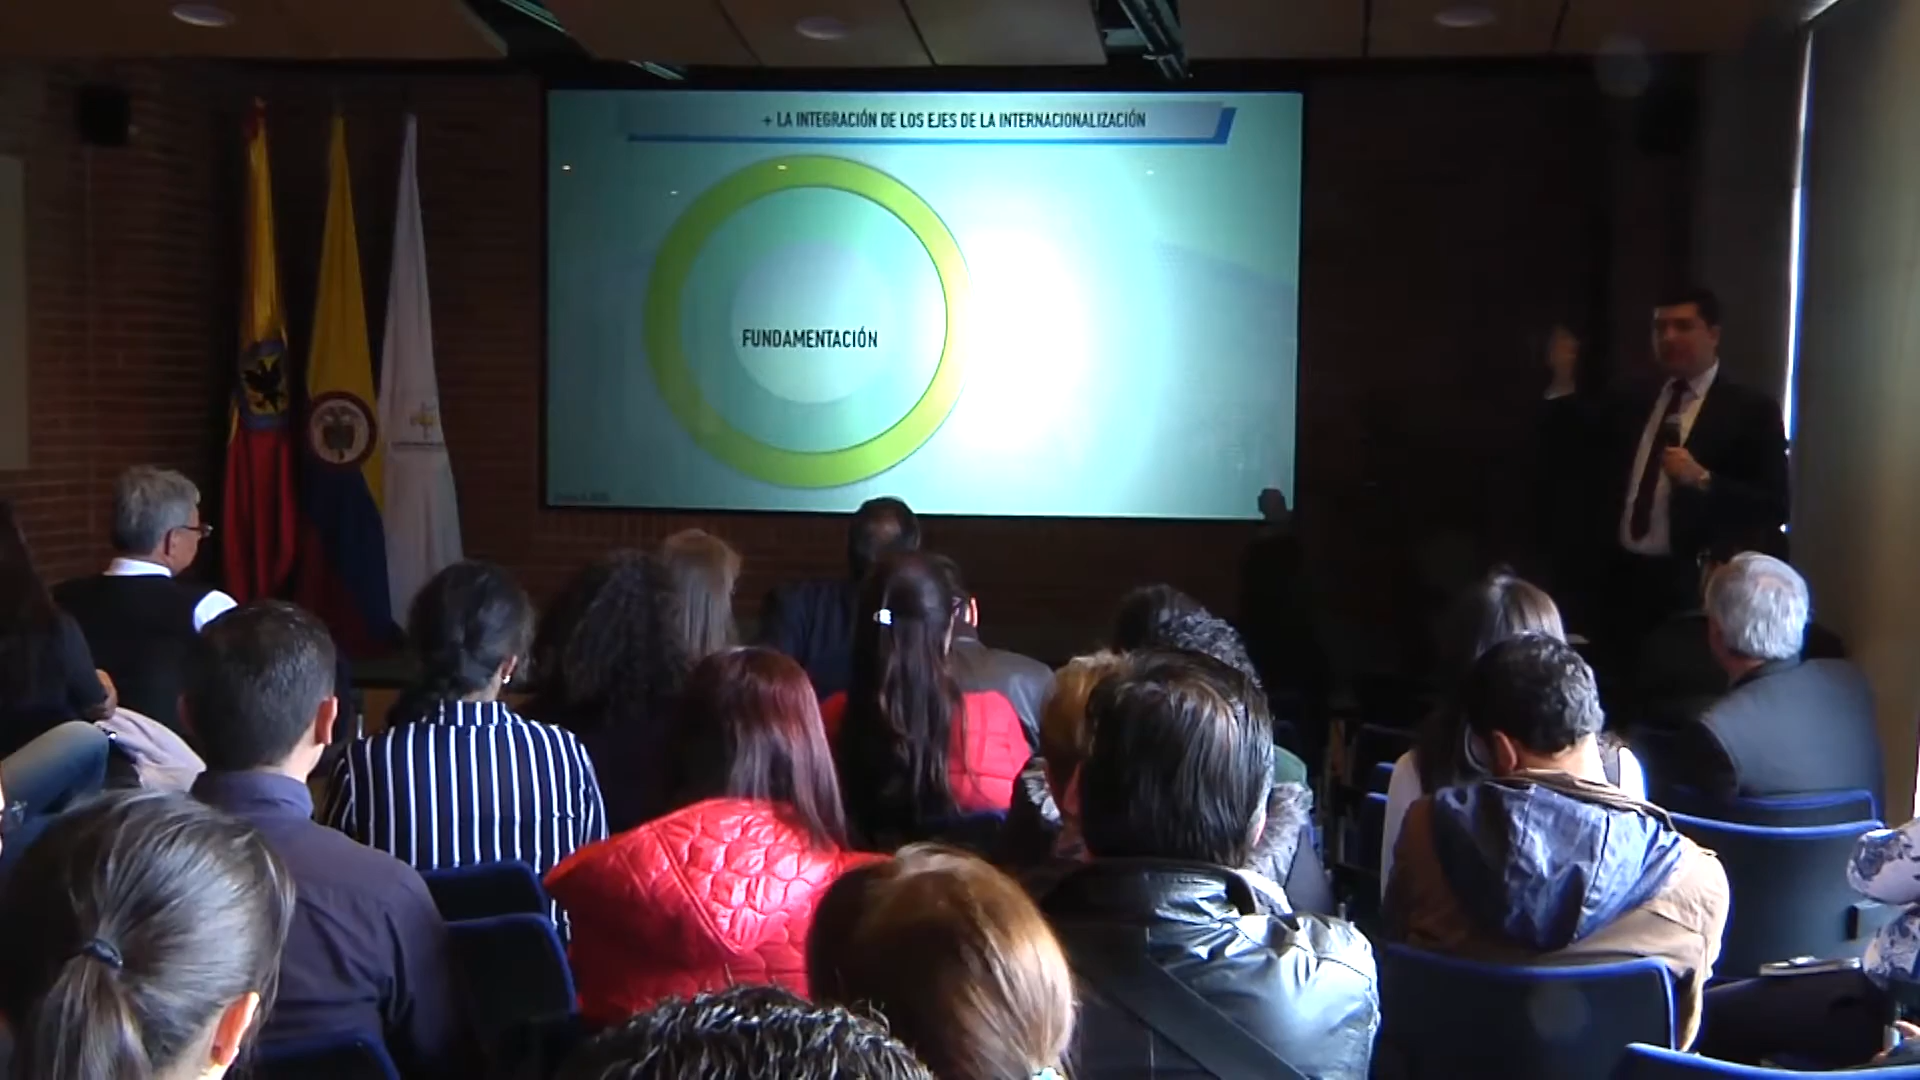 + LA INTEGRACIÓN DE LOS EJES DE LA INTERNACIONALIZACIÓN
FUNDAMENTACIÓN